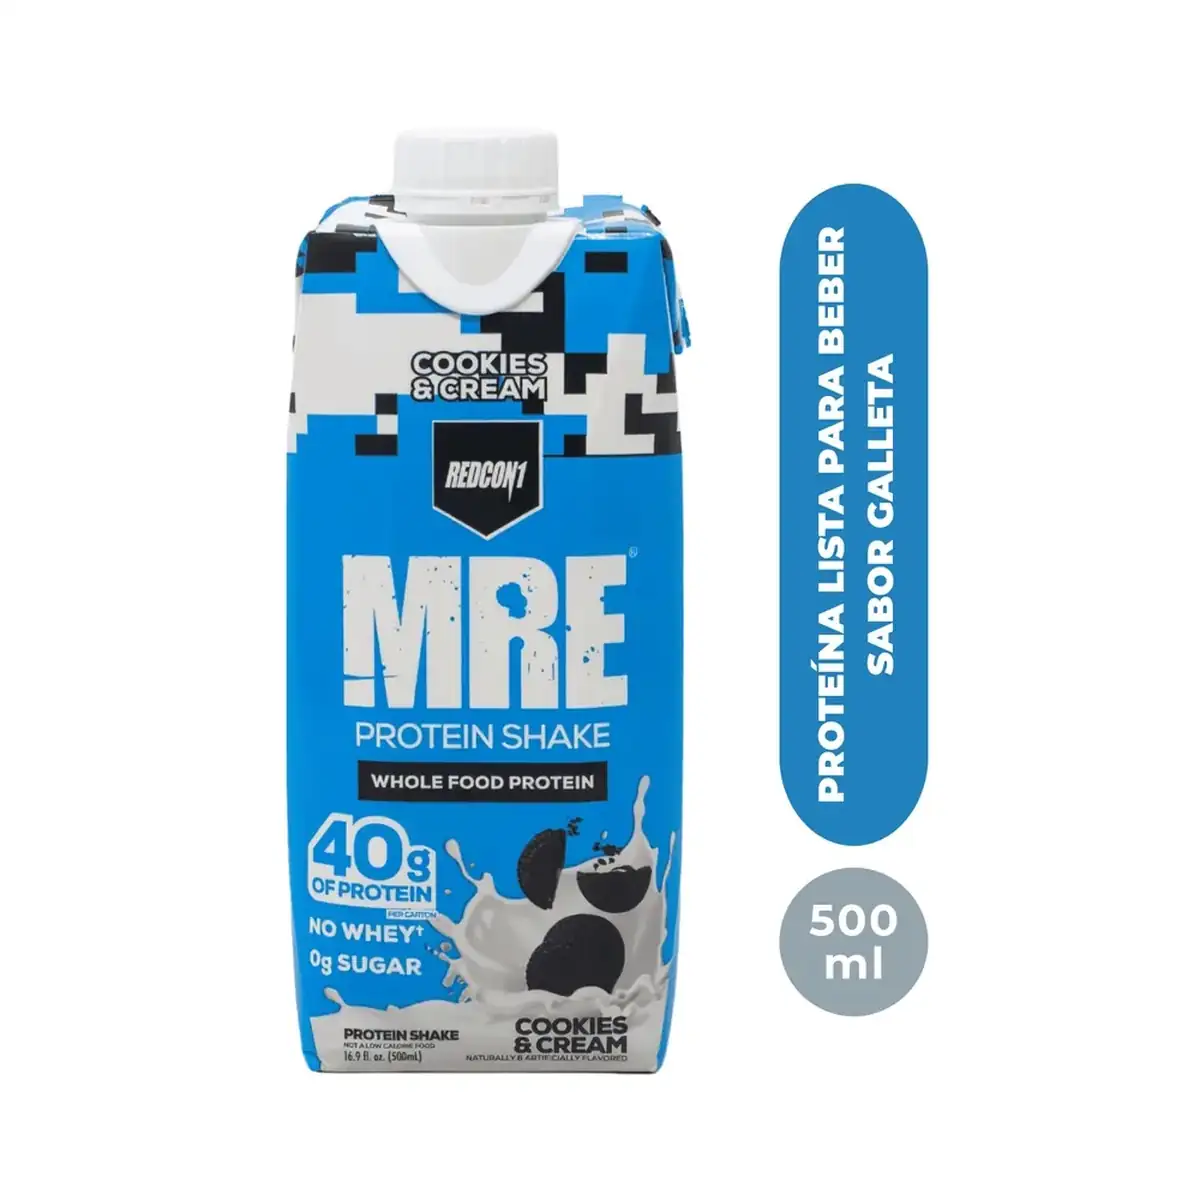 COOKIES
& CREAM
REDCON1
MRE®
PROTEIN SHAKE
WHOLE FOOD PROTEIN
40g
OF PROTEIN
PER CARTON
NO WHEY†
0g SUGAR
PROTEIN SHAKE
NOT A LOW CALORIE FOOD
16.9 fl. oz. (500mL)
COOKIES
& CREAM
NATURALLY & ARTIFICIALLY FLAVORED
PROTEÍNA LISTA PARA BEBER
SABOR GALLETA
500
ml